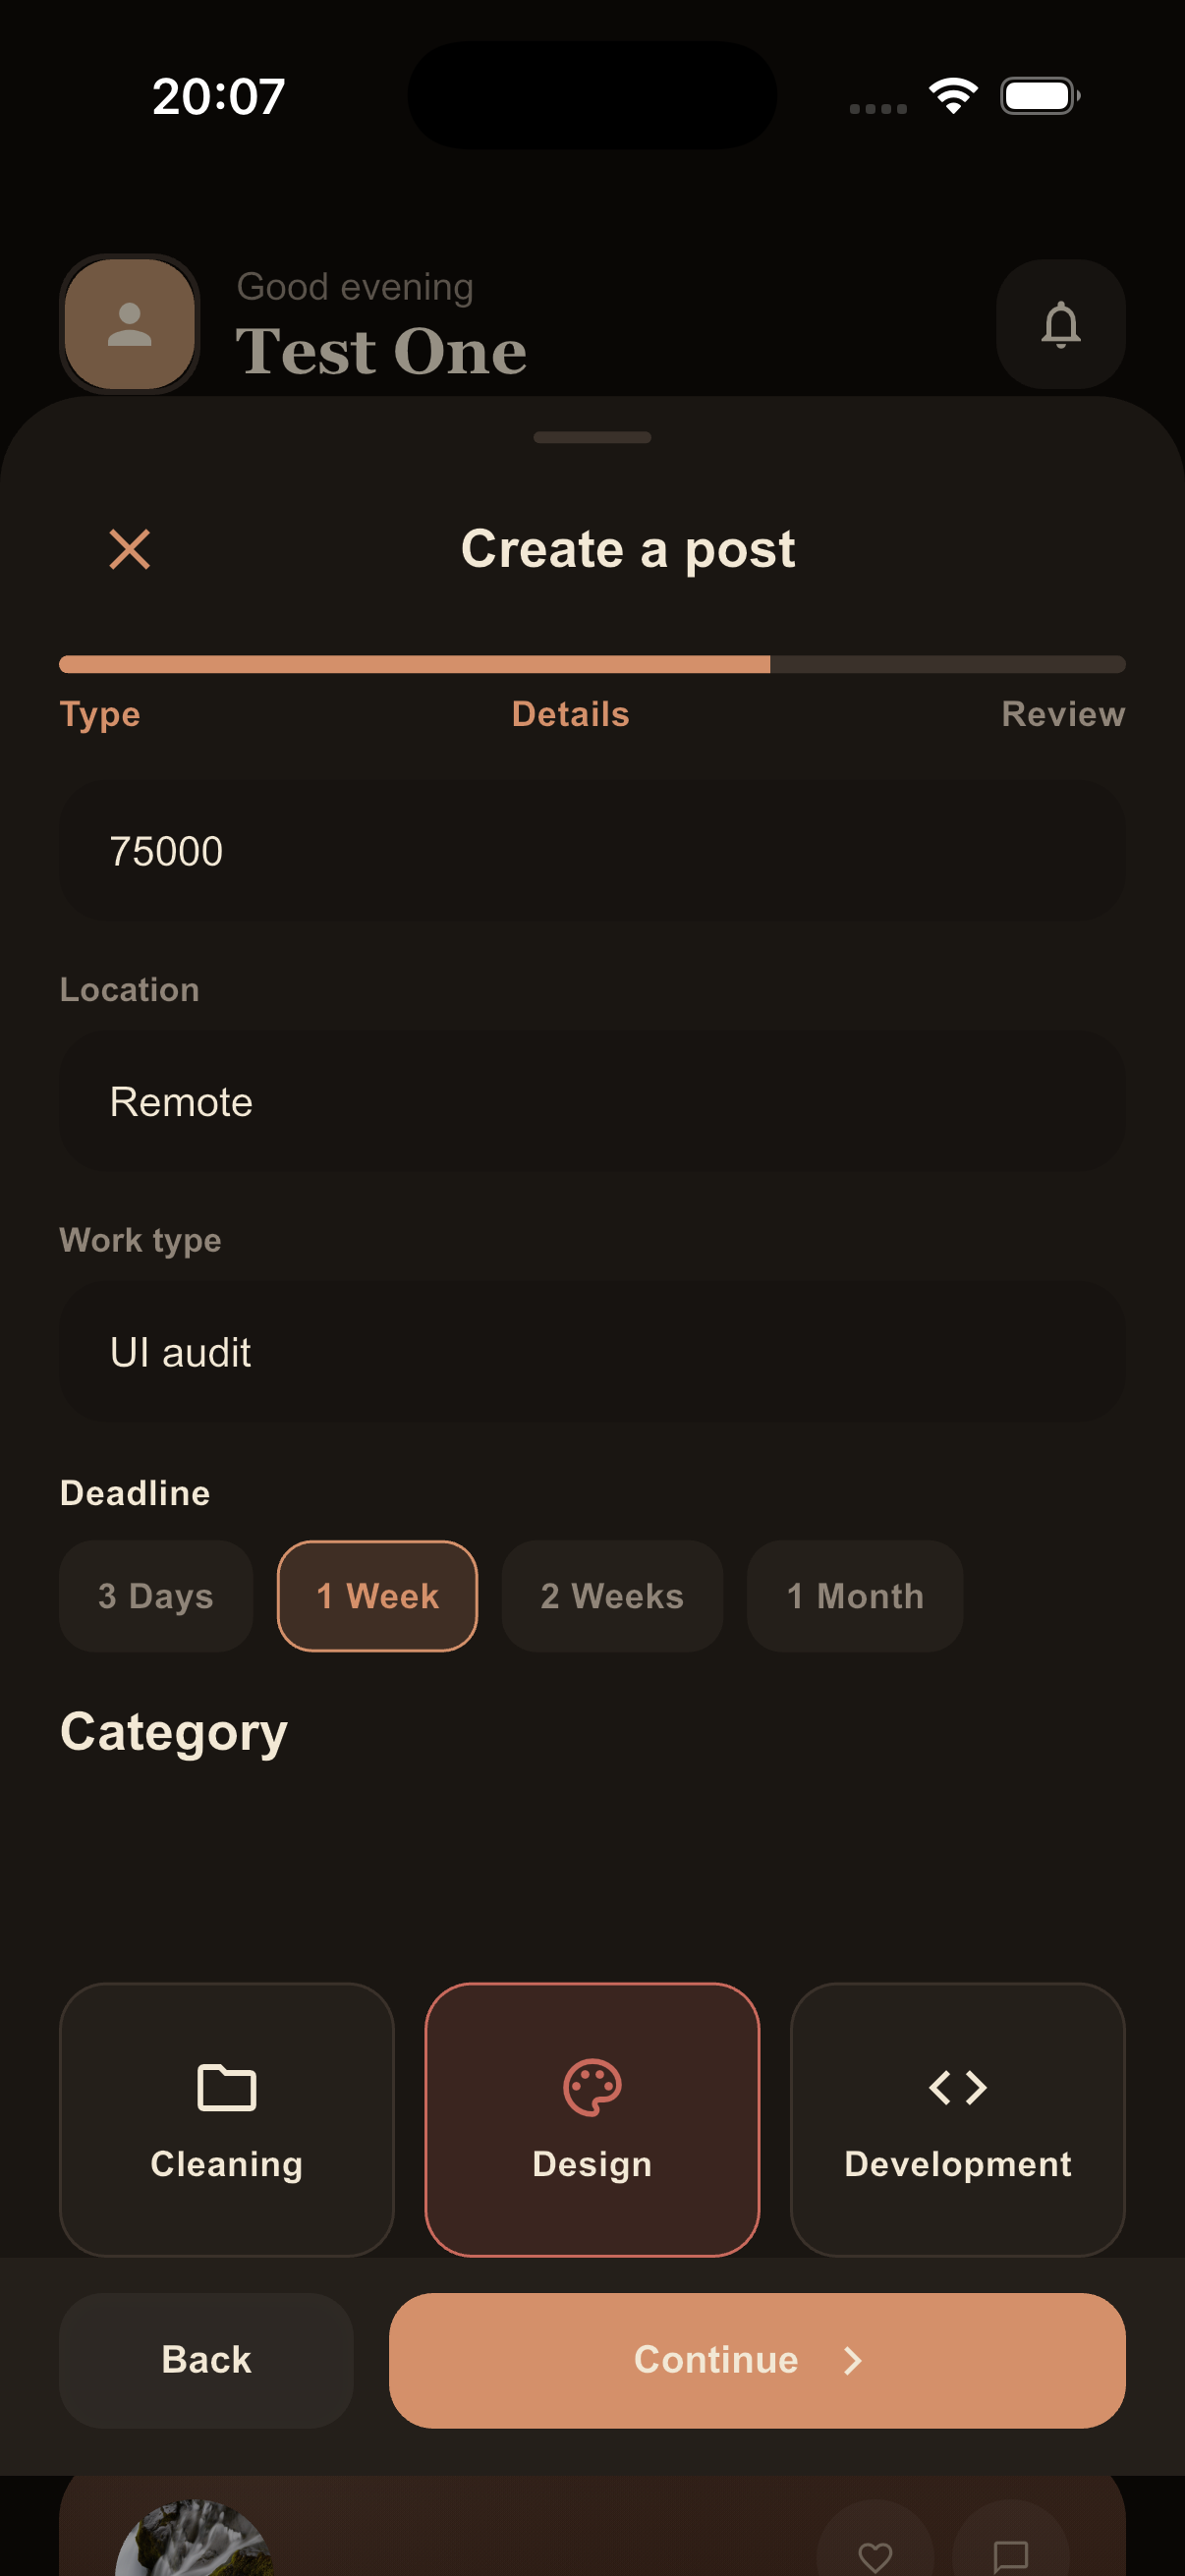 20:07
Good evening
Test One
Create a post
Type Details Review
75000
Location
Remote
Work type
UI audit
Deadline
3 Days 1 Week 2 Weeks 1 Month
Category
Cleaning Design Development
Back Continue